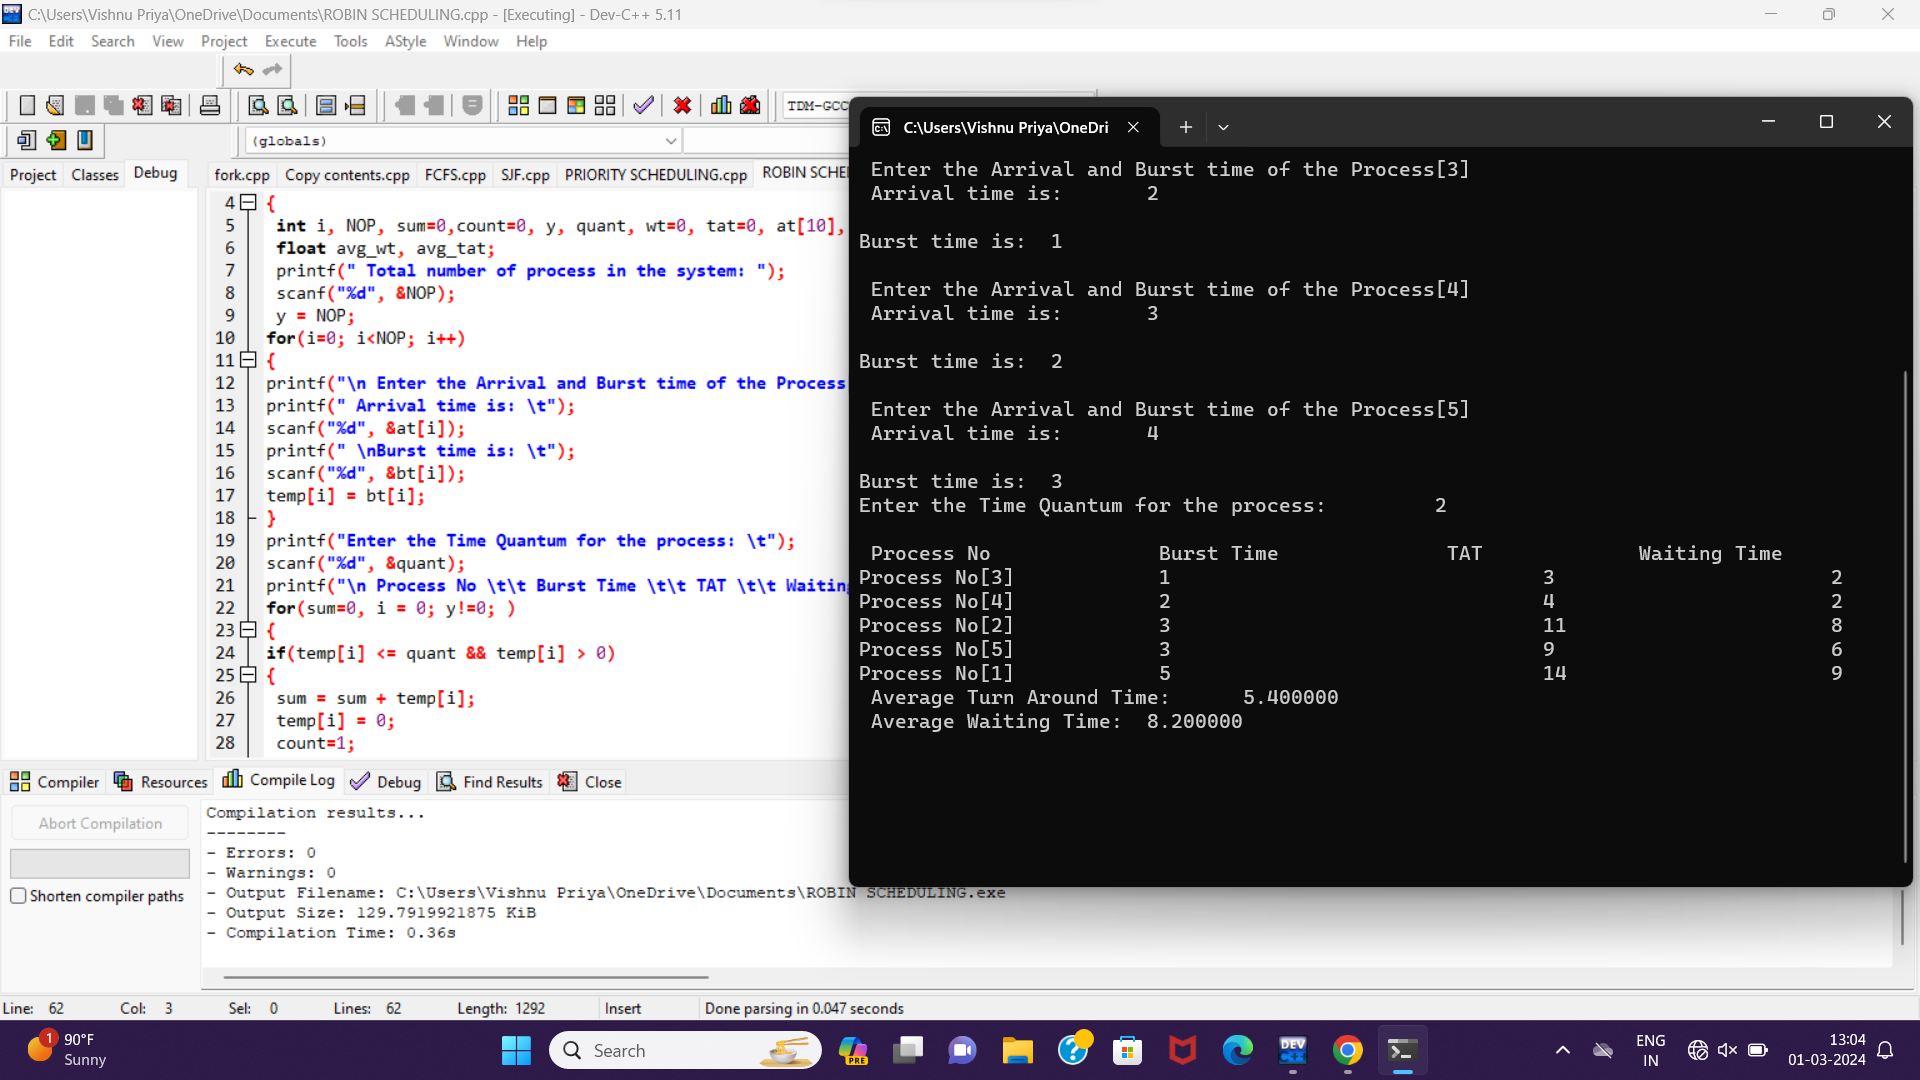 C:\Users\Vishnu Priya\OneDrive\Documents\ROBIN SCHEDULING.cpp - [Executing] - Dev-C++ 5.11
File Edit Search View Project Execute Tools AStyle Window Help
TDM-GCC
(globals)
Project Classes Debug
fork.cpp Copy contents.cpp FCFS.cpp SJF.cpp PRIORITY SCHEDULING.cpp ROBIN SCHE
4 {
5 int i, NOP, sum=0,count=0, y, quant, wt=0, tat=0, at[10],
6 float avg_wt, avg_tat;
7 printf(" Total number of process in the system: ");
8 scanf("%d", &NOP);
9 y = NOP;
10 for(i=0; i<NOP; i++)
11 {
12 printf("\n Enter the Arrival and Burst time of the Process
13 printf(" Arrival time is: \t");
14 scanf("%d", &at[i]);
15 printf(" \nBurst time is: \t");
16 scanf("%d", &bt[i]);
17 temp[i] = bt[i];
18 }
19 printf("Enter the Time Quantum for the process: \t");
20 scanf("%d", &quant);
21 printf("\n Process No \t\t Burst Time \t\t TAT \t\t Waiting
22 for(sum=0, i = 0; y!=0; )
23 {
24 if(temp[i] <= quant && temp[i] > 0)
25 {
26 sum = sum + temp[i];
27 temp[i] = 0;
28 count=1;
C:\Users\Vishnu Priya\OneDri
Enter the Arrival and Burst time of the Process[3]
Arrival time is: 2
Burst time is: 1
Enter the Arrival and Burst time of the Process[4]
Arrival time is: 3
Burst time is: 2
Enter the Arrival and Burst time of the Process[5]
Arrival time is: 4
Burst time is: 3
Enter the Time Quantum for the process: 2
Process No Burst Time TAT Waiting Time
Process No[3] 1 3 2
Process No[4] 2 4 2
Process No[2] 3 11 8
Process No[5] 3 9 6
Process No[1] 5 14 9
Average Turn Around Time: 5.400000
Average Waiting Time: 8.200000
Compiler Resources Compile Log Debug Find Results Close
Abort Compilation
Shorten compiler paths
Compilation results...
--------
- Errors: 0
- Warnings: 0
- Output Filename: C:\Users\Vishnu Priya\OneDrive\Documents\ROBIN SCHEDULING.exe
- Output Size: 129.7919921875 KiB
- Compilation Time: 0.36s
Line: 62 Col: 3 Sel: 0 Lines: 62 Length: 1292 Insert Done parsing in 0.047 seconds
1
90°F
Sunny
Search
PRE
DEV
C++
ENG
IN
13:04
01-03-2024